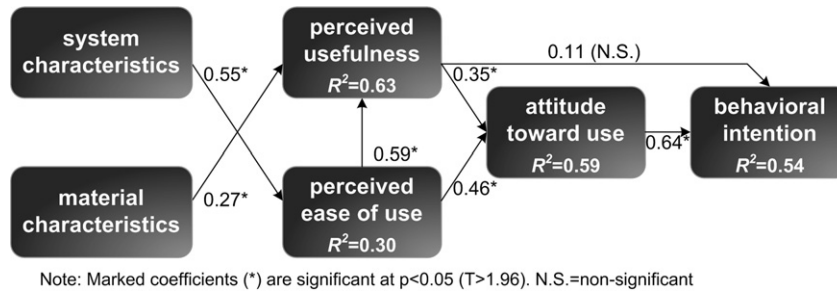 system
characteristics
0.55*
perceived
usefulness
R²=0.63
0.11 (N.S.)
0.35*
attitude
toward use
R²=0.59
behavioral
intention
R²=0.54
0.64*
0.59*
material
characteristics
0.27*
perceived
ease of use
R²=0.30
0.46*
Note: Marked coefficients (*) are significant at p<0.05 (T>1.96). N.S.=non-significant